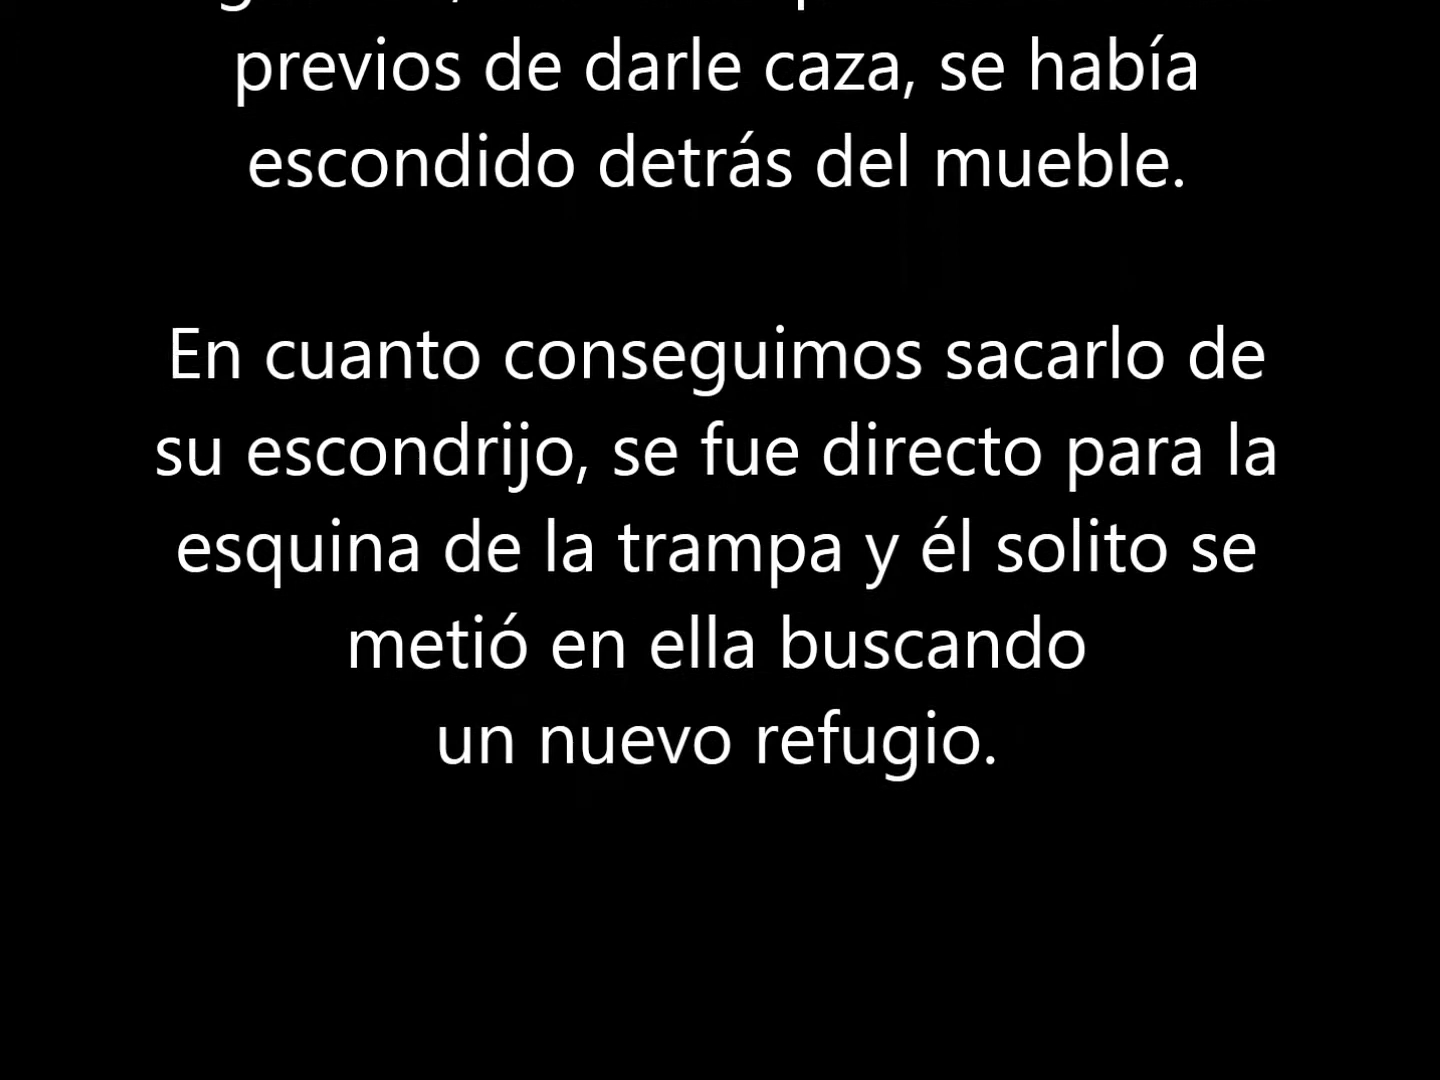 previos de darle caza, se había
escondido detrás del mueble.
En cuanto conseguimos sacarlo de
su escondrijo, se fue directo para la
esquina de la trampa y él solito se
metió en ella buscando
un nuevo refugio.